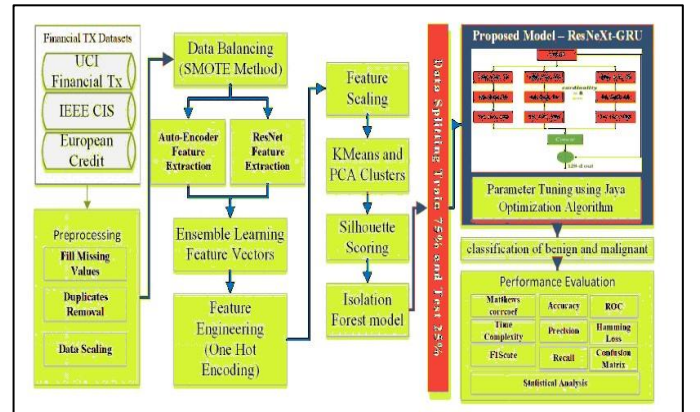 Financial TX Datasets
UCI
Financial Tx
IEEE CIS
European
Credit
Preprocessing
Fill Missing
Values
Duplicates
Removal
Data Scaling
Data Balancing
(SMOTE Method)
Auto-Encoder
Feature
Extraction
ResNet
Feature
Extraction
Ensemble Learning
Feature Vectors
Feature
Engineering
(One Hot
Encoding)
Feature
Scaling
KMeans and
PCA Clusters
Silhouette
Scoring
Isolation
Forest model
Data Splitting Train 75% and Test 25%
Proposed Model – ResNeXt-GRU
cardinality
Parameter Tuning using Jaya
Optimization Algorithm
classification of benign and malignant
Performance Evaluation
Matthews
corrcoef
Accuracy
ROC
Time
Complexity
Precision
Hamming
Loss
F1Score
Recall
Confusion
Matrix
Statistical Analysis